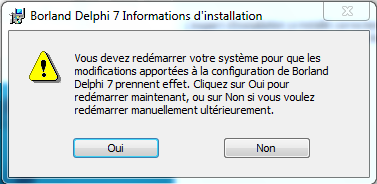 Borland Delphi 7 Informations d'installation
Vous devez redémarrer votre système pour que les
modifications apportées à la configuration de Borland
Delphi 7 prennent effet. Cliquez sur Oui pour
redémarrer maintenant, ou sur Non si vous voulez
redémarrer manuellement ultérieurement.
Oui
Non